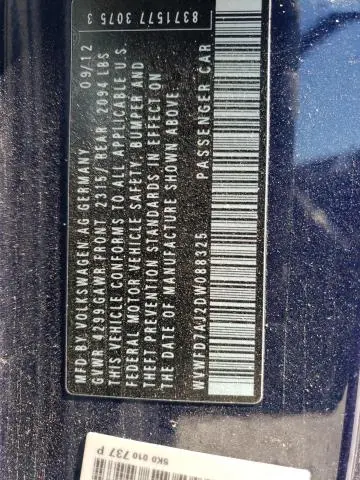 MFD BY VOLKSWAGEN AG GERMANY 09/12
GVWR 4299 GAWR FRONT 2315 / REAR 2094 LBS
THIS VEHICLE CONFORMS TO ALL APPLICABLE U.S.
FEDERAL MOTOR VEHICLE SAFETY, BUMPER AND
THEFT PREVENTION STANDARDS IN EFFECT ON
THE DATE OF MANUFACTURE SHOWN ABOVE.
WVWFD7AJ2DW088325 PASSENGER CAR
8371577 3075 3
5K0 010 737 P